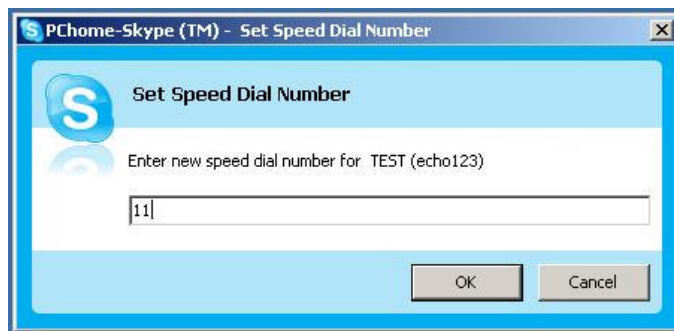 PChome-Skype (TM) - Set Speed Dial Number
S
Set Speed Dial Number
Enter new speed dial number for TEST (echo123)
11
OK Cancel